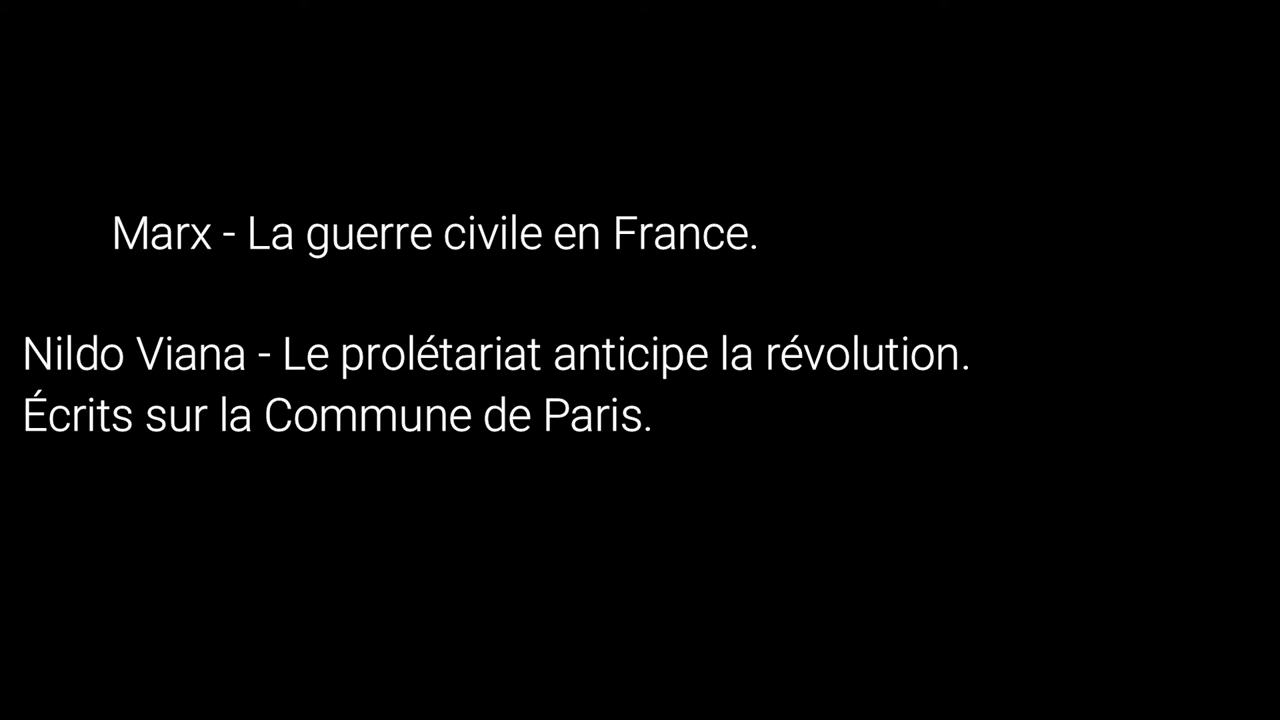 Marx - La guerre civile en France.
Nildo Viana - Le prolétariat anticipe la révolution.
Écrits sur la Commune de Paris.